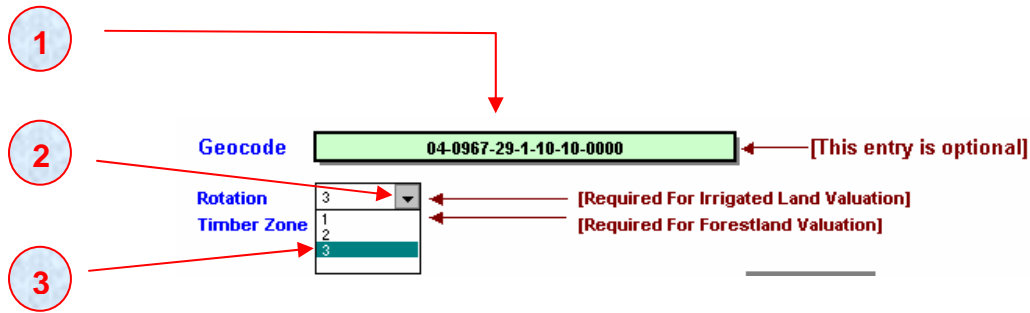 1
Geocode 04-0967-29-1-10-10-0000 [This entry is optional]
2
Rotation 3 [Required For Irrigated Land Valuation]
Timber Zone 1 [Required For Forestland Valuation]
2
3
3